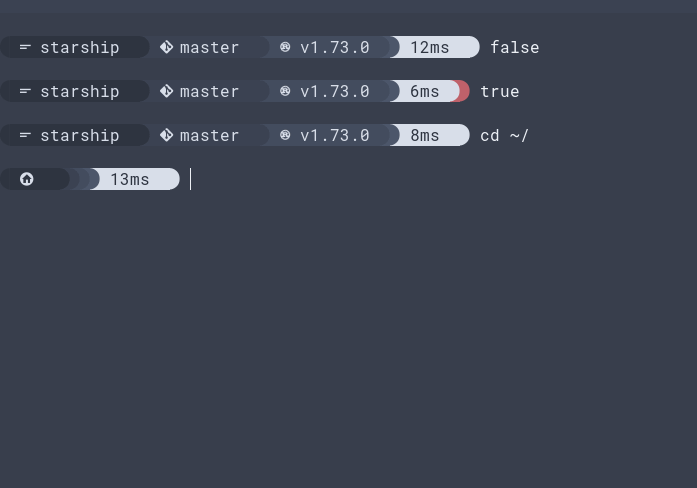 starship master v1.73.0 12ms false
starship master v1.73.0 6ms true
starship master v1.73.0 8ms cd ~/
13ms